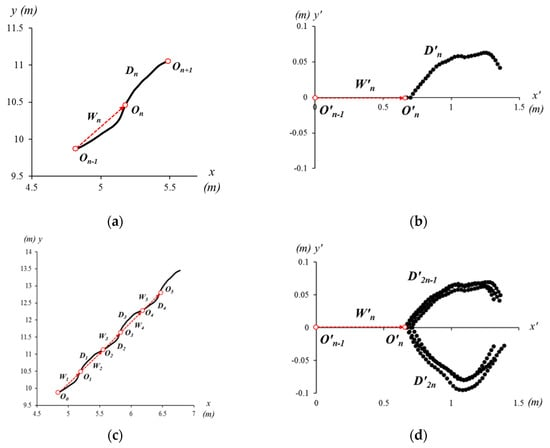 y (m)
11.5
11
10.5
10
9.5
4.5
5
5.5
x
(m)
Dn
On+1
Wn
On
On-1
(a)
(m) y'
0.1
0.05
0
-0.05
-0.1
0
0.5
1
1.5
x'
(m)
D'n
W'n
O'n-1
O'n
(b)
(m) y
14
13.5
13
12.5
12
11.5
11
10.5
10
9.5
4.5
5
5.5
6
6.5
7
x
(m)
O5
W5
D4
O4
D3
W4
O3
W3
D2
D1
O2
W2
W1
O1
O0
(c)
(m) y'
0.1
0.05
0
-0.05
-0.1
0
0.5
1
1.5
x'
(m)
D'2n-1
W'n
O'n-1
O'n
D'2n
(d)